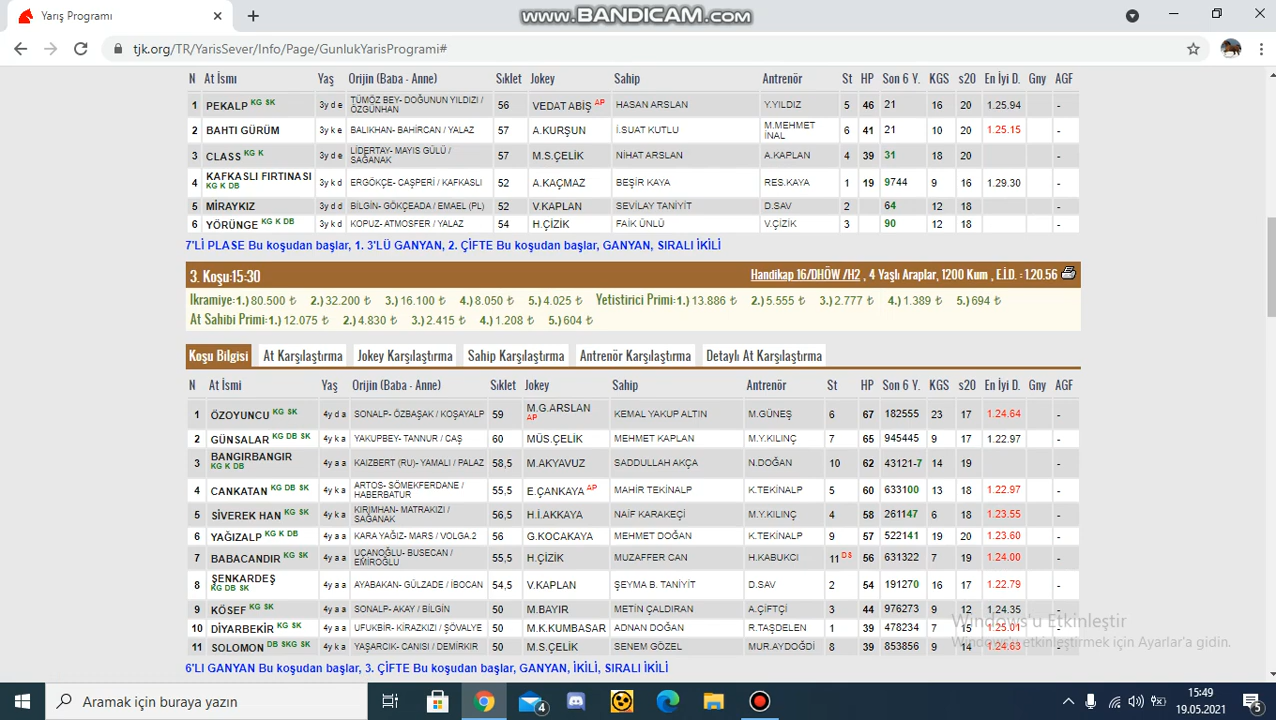 Yarış Programı
www.BANDICAM.com
tjk.org/TR/YarisSever/Info/Page/GunlukYarisProgrami#
N At İsmi Yaş Orijin (Baba - Anne) Sıklet Jokey Sahip Antrenör St HP Son 6 Y. KGS s20 En İyi D. Gny AGF
1 PEKALP KG SK 3y d e TÜMÖZ BEY- DOĞUNUN YILDIZI / ÖZGÜNHAN 56 VEDAT ABİŞ AP HASAN ARSLAN Y.YILDIZ 5 46 21 16 20 1.25.94 -
2 BAHTI GÜRÜM 3y k e BALIKHAN- BAHİRCAN / YALAZ 57 A.KURŞUN İ.SUAT KUTLU M.MEHMET İNAL 6 41 21 10 20 1.25.15 -
3 CLASS KG K 3y d e LİDERTAY- MAYIS GÜLÜ / SAĞANAK 57 M.S.ÇELİK NİHAT ARSLAN A.KAPLAN 4 39 31 18 20 -
4 KAFKASLI FIRTINASI KG K DB 3y k d ERGÖKÇE- CAŞPERİ / KAFKASLI 52 A.KAÇMAZ BEŞİR KAYA RES.KAYA 1 19 9744 9 16 1.29.30 -
5 MİRAYKIZ 3y d d BİLGİN- GÖKÇEADA / EMAEL (PL) 52 V.KAPLAN SEVİLAY TANİYİT D.SAV 2 64 12 18 -
6 YÖRÜNGE KG K DB 3y k d KOPUZ- ATMOSFER / YALAZ 54 H.ÇİZİK FAİK ÜNLÜ V.ÇİZİK 3 90 12 18 -
7'Lİ PLASE Bu koşudan başlar, 1. 3'LÜ GANYAN, 2. ÇİFTE Bu koşudan başlar, GANYAN, SIRALI İKİLİ
3. Koşu:15:30 Handikap 16/DHÖW /H2 , 4 Yaşlı Araplar, 1200 Kum , E.İ.D. : 1.20.56
Ikramiye:1.) 80.500 ₺ 2.) 32.200 ₺ 3.) 16.100 ₺ 4.) 8.050 ₺ 5.) 4.025 ₺ Yetistirici Primi:1.) 13.886 ₺ 2.) 5.555 ₺ 3.) 2.777 ₺ 4.) 1.389 ₺ 5.) 694 ₺
At Sahibi Primi:1.) 12.075 ₺ 2.) 4.830 ₺ 3.) 2.415 ₺ 4.) 1.208 ₺ 5.) 604 ₺
Koşu Bilgisi At Karşılaştırma Jokey Karşılaştırma Sahip Karşılaştırma Antrenör Karşılaştırma Detaylı At Karşılaştırma
N At İsmi Yaş Orijin (Baba - Anne) Sıklet Jokey Sahip Antrenör St HP Son 6 Y. KGS s20 En İyi D. Gny AGF
1 ÖZOYUNCU KG SK 4y d a SONALP- ÖZBAŞAK / KOŞAYALP 59 M.G.ARSLAN AP KEMAL YAKUP ALTIN M.GÜNEŞ 6 67 182555 23 17 1.24.64 -
2 GÜNSALAR KG DB SK 4y k a YAKUPBEY- TANNUR / CAŞ 60 MÜS.ÇELİK MEHMET KAPLAN M.Y.KILINÇ 7 65 945445 9 17 1.22.97 -
3 BANGIRBANGIR KG K DB 4y a a KAIZBERT (RU)- YAMALI / PALAZ 58,5 M.AKYAVUZ SADDULLAH AKÇA N.DOĞAN 10 62 43121-7 14 19 -
4 CANKATAN KG DB SK 4y k a ARTOS- SÖMEKFERDANE / HABERBATUR 55,5 E.ÇANKAYA AP MAHİR TEKİNALP K.TEKİNALP 5 60 633100 13 18 1.22.97 -
5 SİVEREK HAN KG SK 4y k a KIRIMHAN- MATRAKIZI / SAĞANAK 56,5 H.İ.AKKAYA NAİF KARAKEÇİ M.Y.KILINÇ 4 58 261147 6 18 1.23.55 -
6 YAĞIZALP KG K DB 4y a a KARA YAĞIZ- MARS / VOLGA.2 56 G.KOCAKAYA MEHMET DOĞAN K.TEKİNALP 9 57 522141 19 19 1.23.60 -
7 BABACANDIR KG SK 4y a a UÇANOĞLU- BUSECAN / EMİROĞLU 55,5 H.ÇİZİK MUZAFFER CAN H.KABUKCI 11 DS 56 631322 7 19 1.24.00 -
8 ŞENKARDEŞ KG DB SK 4y a a AYABAKAN- GÜLZADE / İBOCAN 54,5 V.KAPLAN ŞEYMA B. TANİYİT D.SAV 2 54 191270 16 17 1.22.79 -
9 KÖSEF KG SK 4y a a SONALP- AKAY / BİLGİN 50 M.BAYIR METİN ÇALDIRAN A.ÇİFTÇİ 3 44 976273 9 12 1.24.35 -
10 DİYARBEKİR KG SK 4y a a UFUKBİR- KİRAZKIZI / ŞÖVALYE 50 M.K.KUMBASAR ADNAN DOĞAN R.TAŞDELEN 1 39 478234 7 15 1.25.01 -
11 SOLOMON DB SKG SK 4y a a YAŞARCIK- CANISI / DEMİRKIR 50 M.S.ÇELİK SENEM GÖZEL MUR.AYDOĞDİ 8 39 853856 9 14 1.24.63 -
6'LI GANYAN Bu koşudan başlar, 3. ÇİFTE Bu koşudan başlar, GANYAN, İKİLİ, SIRALI İKİLİ
Windows'u Etkinleştir
Windows'u etkinleştirmek için Ayarlar'a gidin.
Aramak için buraya yazın
4
15:49
19.05.2021
5